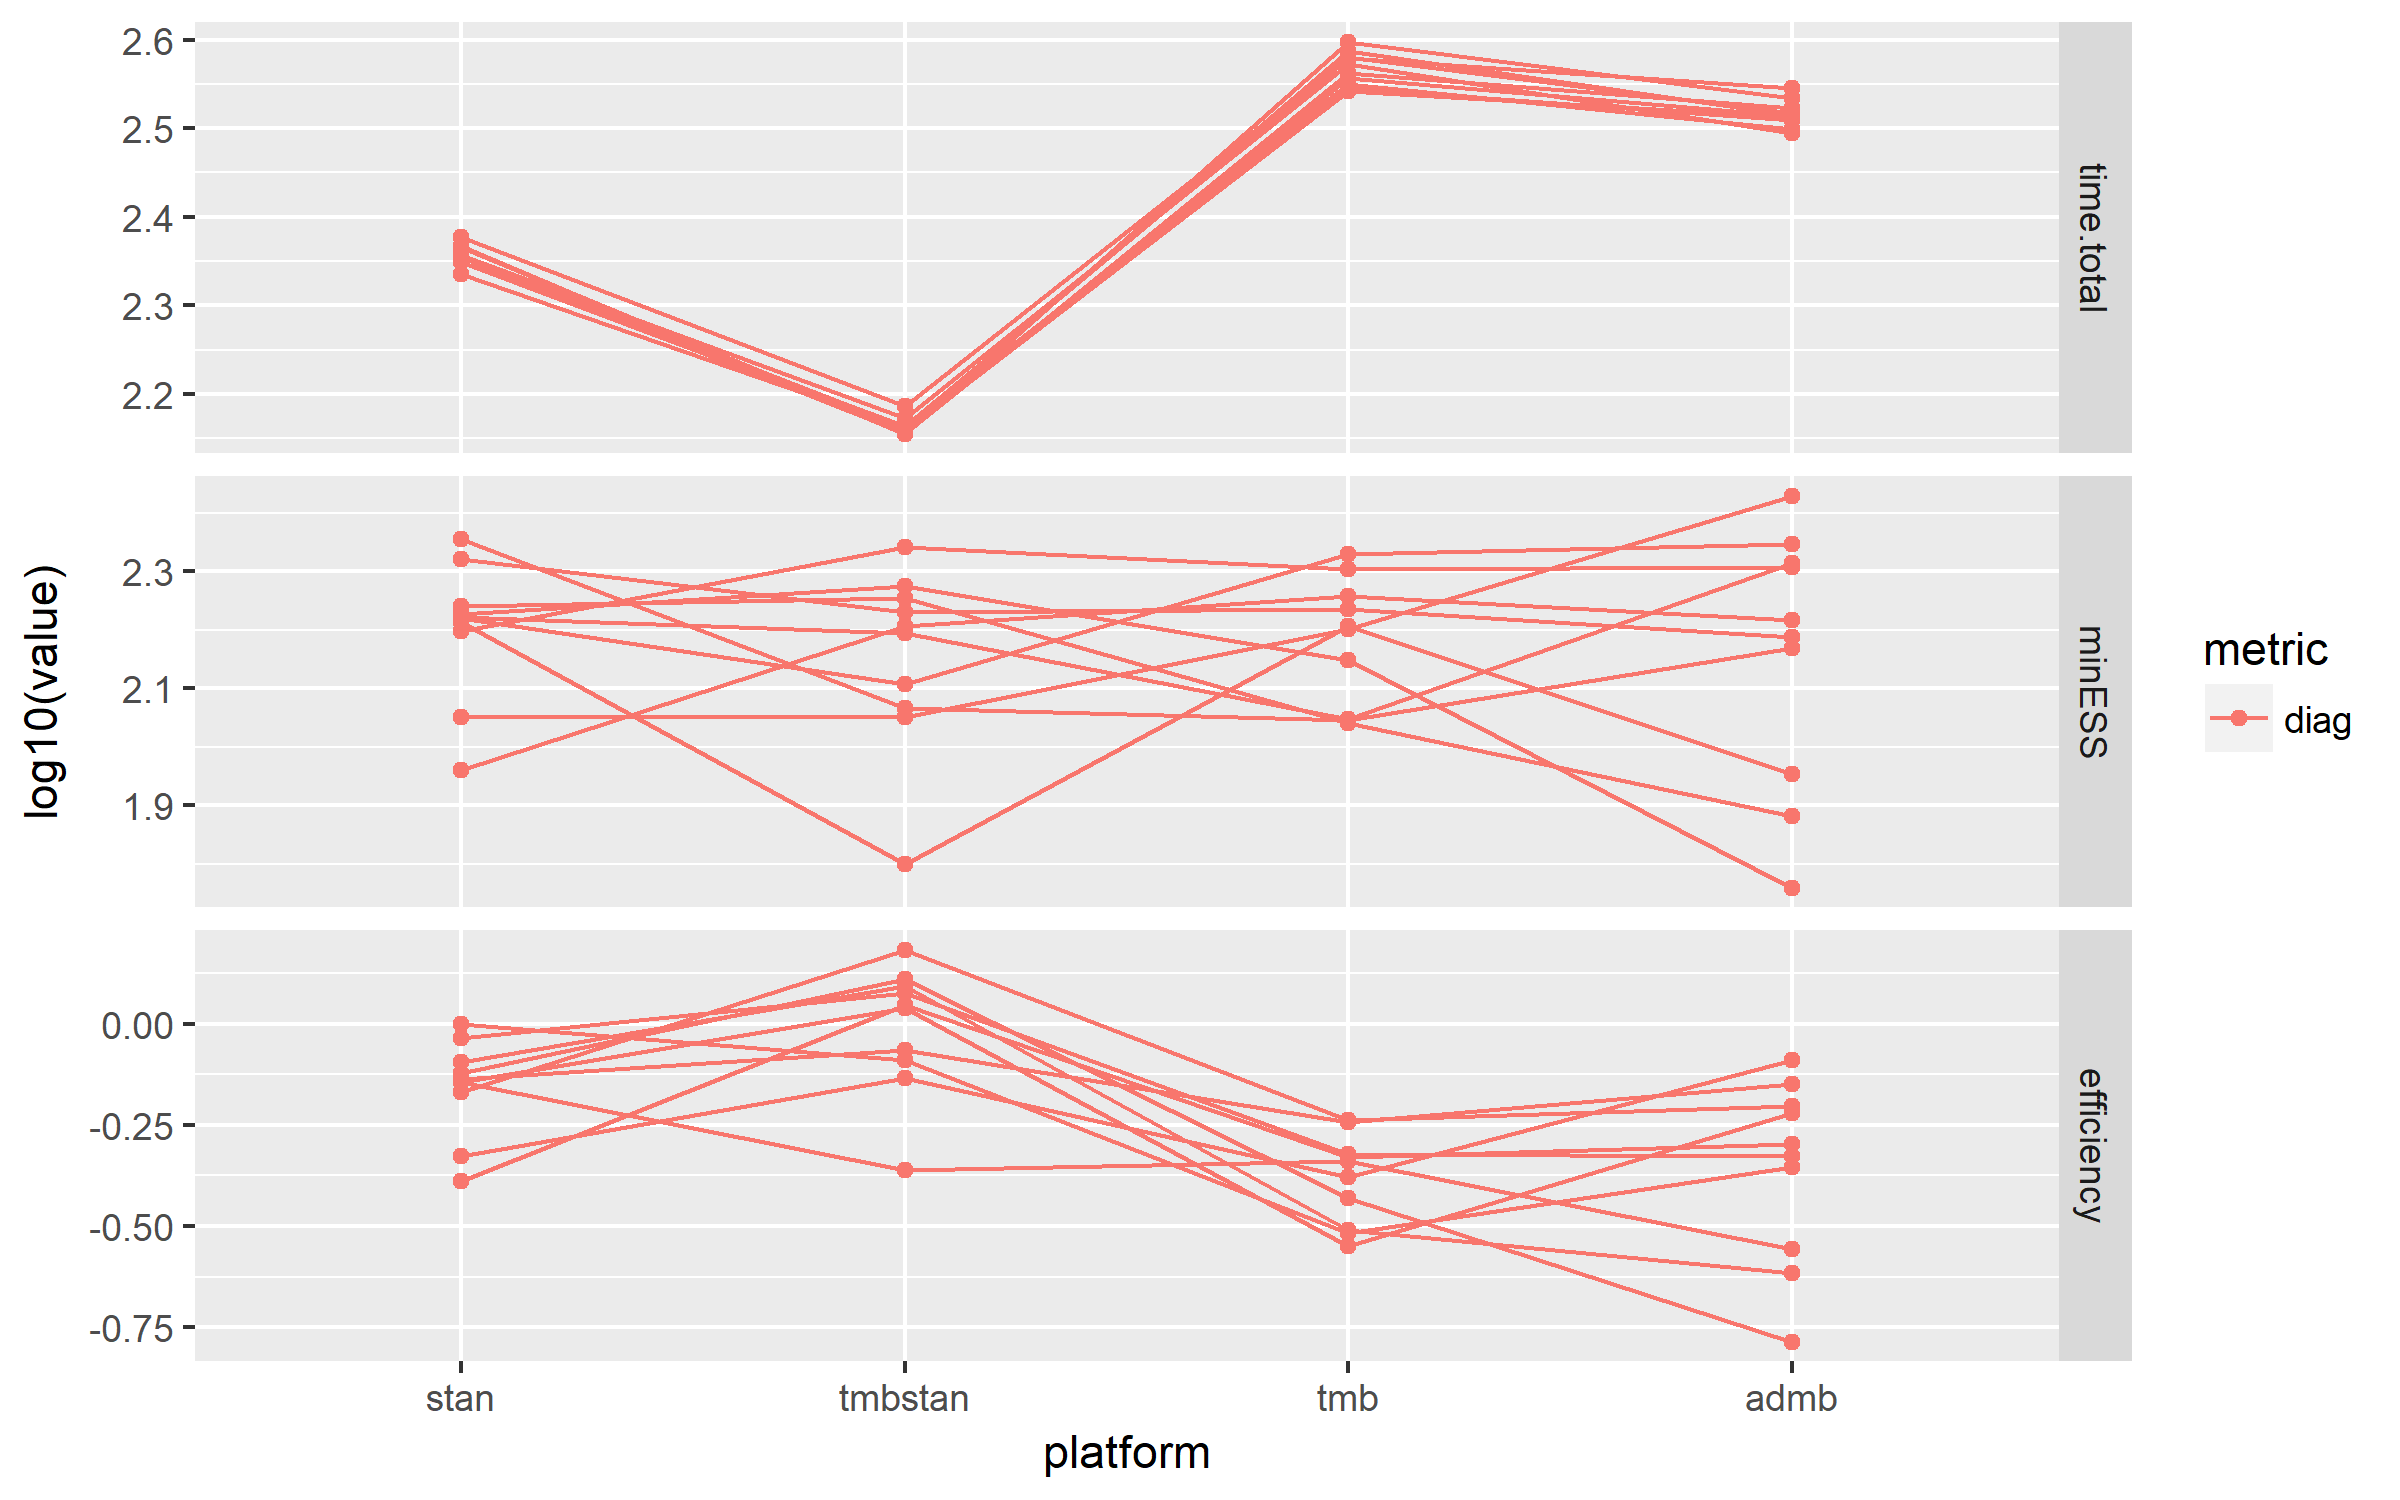 log10(value)
2.6
2.5
2.4
2.3
2.2
time.total
2.3
2.1
1.9
minESS
0.00
-0.25
-0.50
-0.75
efficiency
stan
tmbstan
tmb
admb
platform
metric
diag